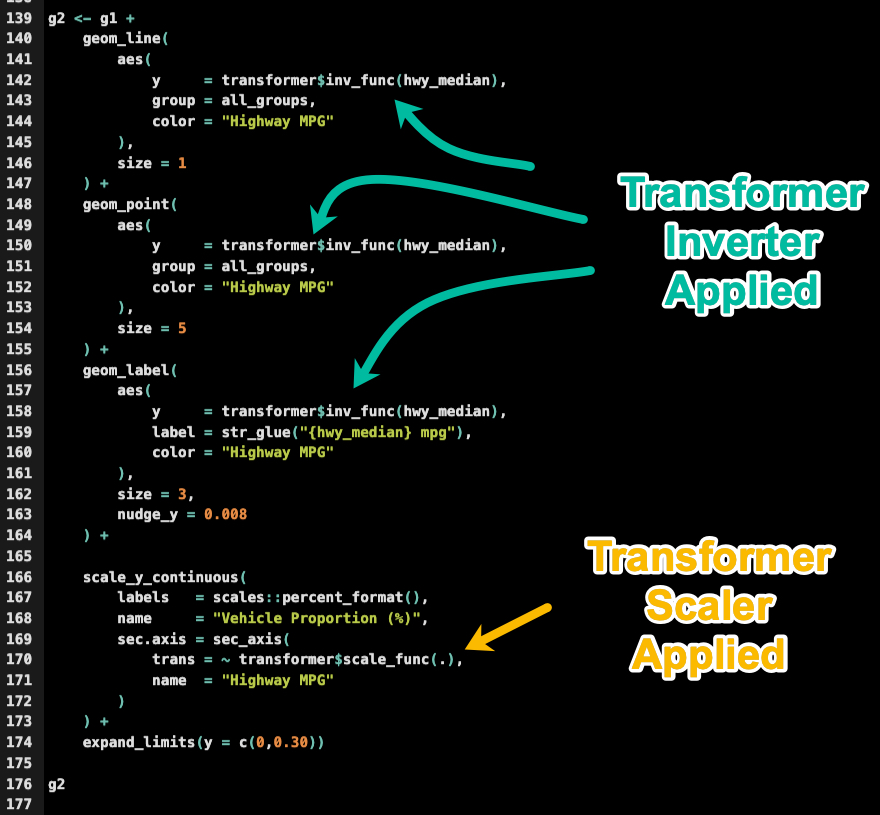 139 g2 <- g1 +
140     geom_line(
141         aes(
142             y     = transformer$inv_func(hwy_median),
143             group = all_groups,
144             color = "Highway MPG"
145         ),
146         size = 1
147     ) +
148     geom_point(
149         aes(
150             y     = transformer$inv_func(hwy_median),
151             group = all_groups,
152             color = "Highway MPG"
153         ),
154         size = 5
155     ) +
156     geom_label(
157         aes(
158             y     = transformer$inv_func(hwy_median),
159             label = str_glue("{hwy_median} mpg"),
160             color = "Highway MPG"
161         ),
162         size = 3,
163         nudge_y = 0.008
164     ) +
165
166     scale_y_continuous(
167         labels   = scales::percent_format(),
168         name     = "Vehicle Proportion (%)",
169         sec.axis = sec_axis(
170             trans = ~ transformer$scale_func(.),
171             name  = "Highway MPG"
172         )
173     ) +
174     expand_limits(y = c(0,0.30))
175
176 g2
177
Transformer
Inverter
Applied
Transformer
Scaler
Applied